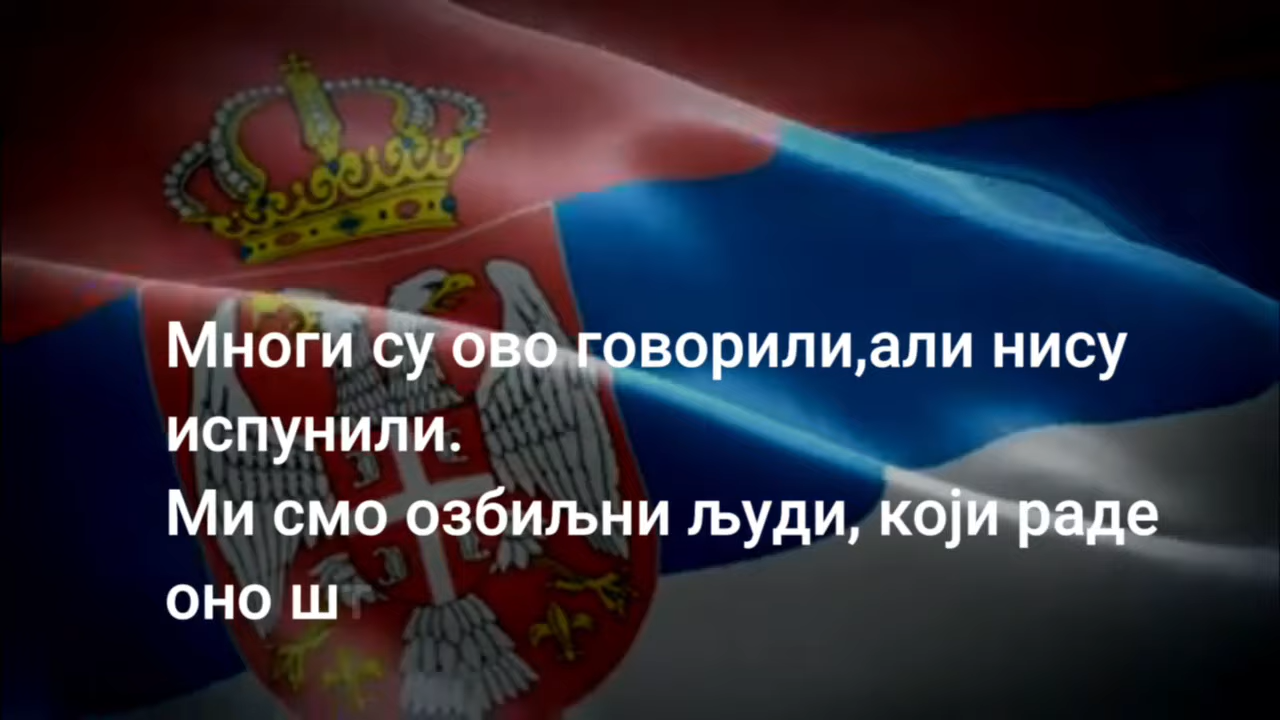 Многи су ово говорили,али нису
испунили.
Ми смо озбиљни људи, који раде
оно ш